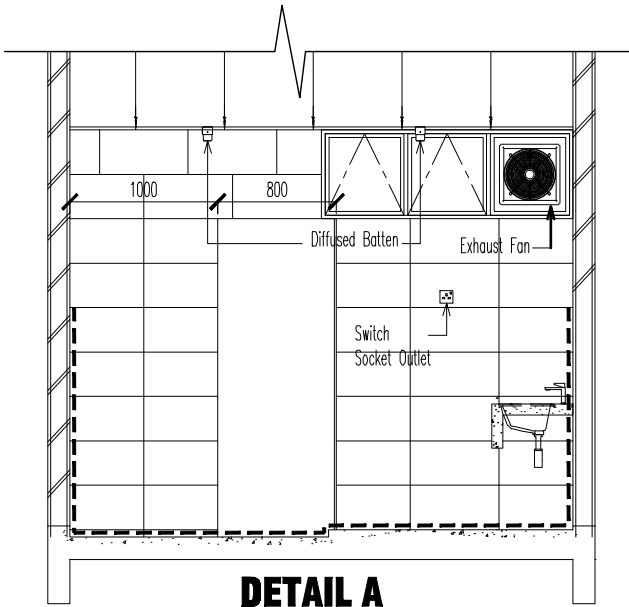 1000
800
Diffused Batten
Exhaust Fan
Switch
Socket Outlet
DETAIL A